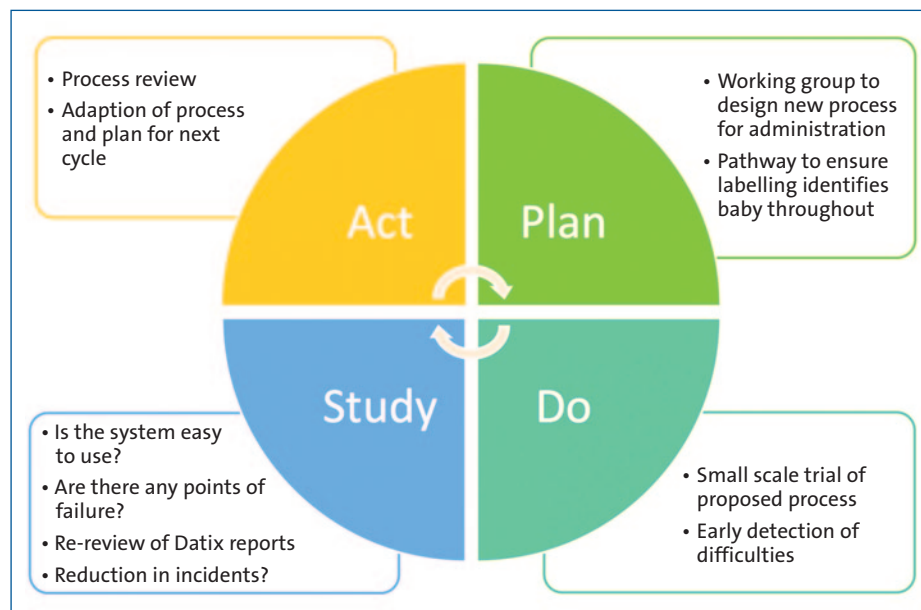 • Process review
• Adaption of process
and plan for next
cycle
• Working group to
design new process
for administration
• Pathway to ensure
labelling identifies
baby throughout
Act
Plan
Study
Do
• Is the system easy
to use?
• Are there any points of
failure?
• Re-review of Datix reports
• Reduction in incidents?
• Small scale trial of
proposed process
• Early detection of
difficulties